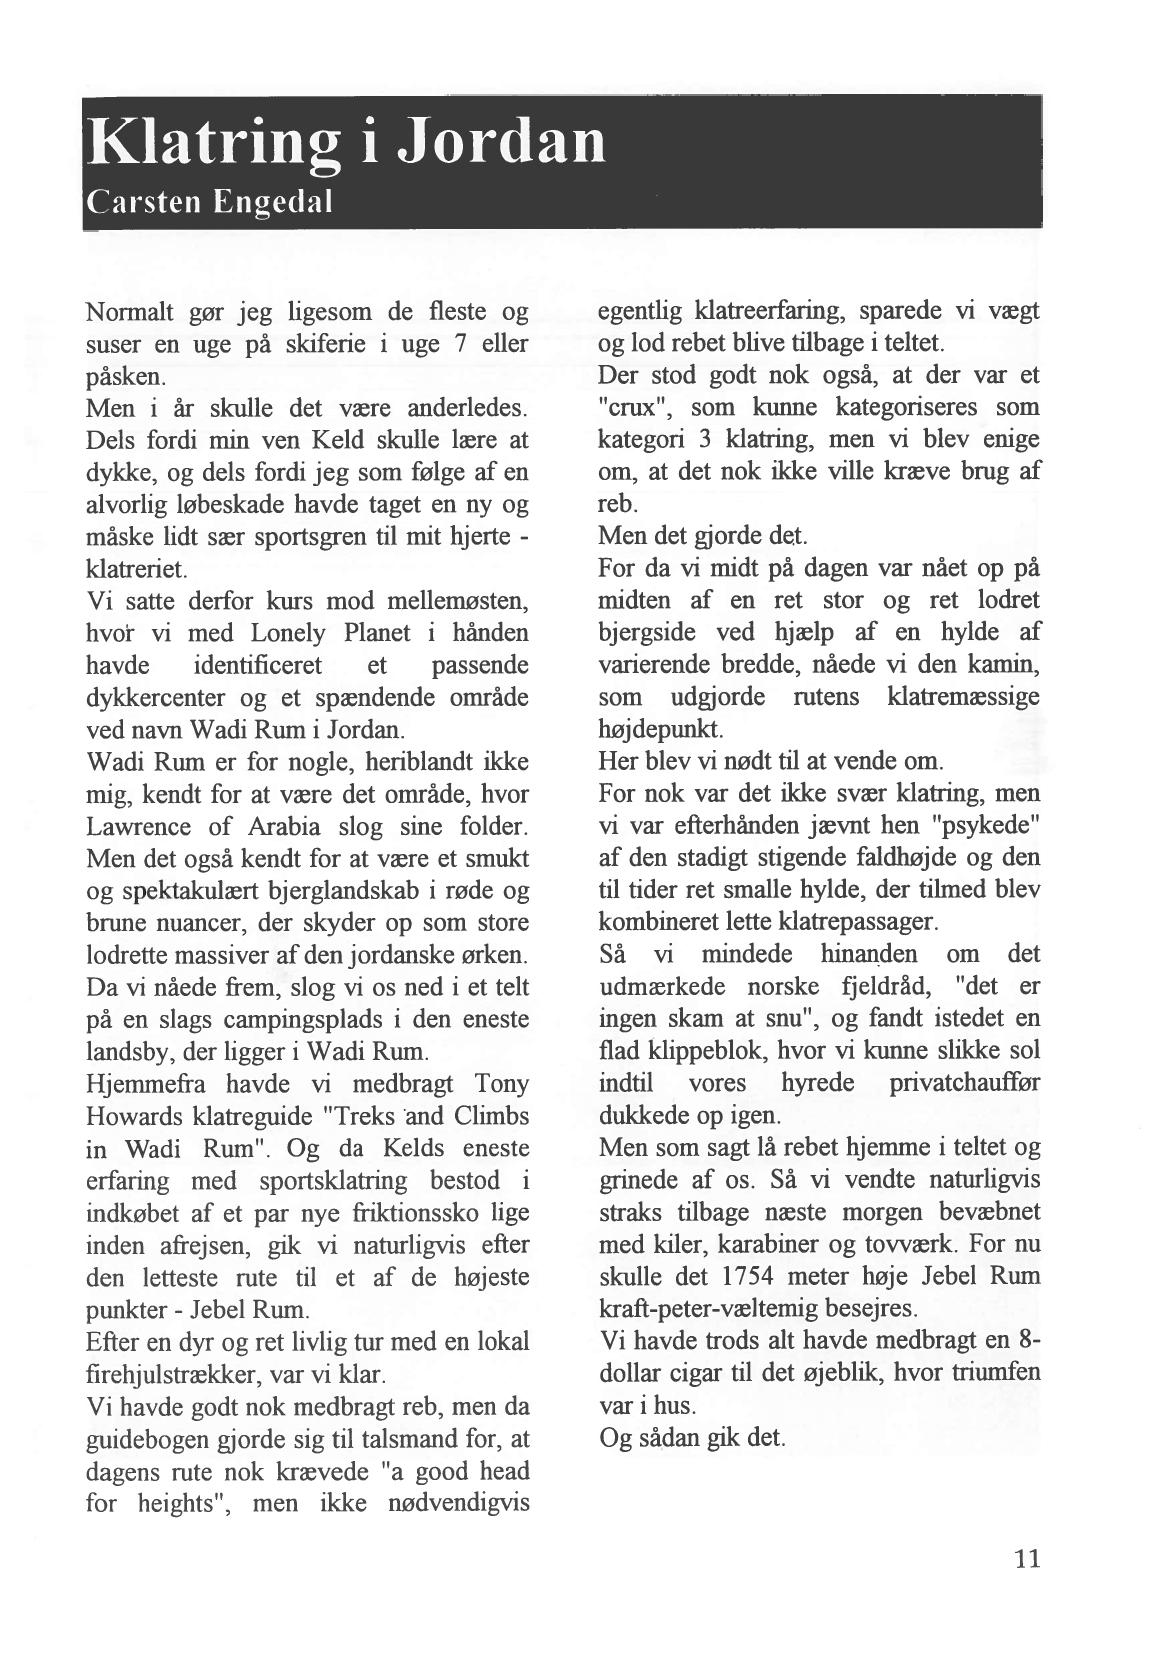 Klatring i Jordan
Carsten Engedal
Normalt gør jeg ligesom de fleste og
suser en uge på skiferie i uge 7 eller
påsken.
Men i år skulle det være anderledes.
Dels fordi min ven Keld skulle lære at
dykke, og dels fordi jeg som følge af en
alvorlig løbeskade havde taget en ny og
måske lidt sær sportsgren til mit hjerte -
klatreriet.
Vi satte derfor kurs mod mellemøsten,
hvor vi med Lonely Planet i hånden
havde identificeret et passende
dykkercenter og et spændende område
ved navn Wadi Rum i Jordan.
Wadi Rum er for nogle, heriblandt ikke
mig, kendt for at være det område, hvor
Lawrence of Arabia slog sine folder.
Men det også kendt for at være et smukt
og spektakulært bjerglandskab i røde og
brune nuancer, der skyder op som store
lodrette massiver af den jordanske ørken.
Da vi nåede frem, slog vi os ned i et telt
på en slags campingsplads i den eneste
landsby, der ligger i Wadi Rum.
Hjemmefra havde vi medbragt Tony
Howards klatreguide "Treks and Climbs
in Wadi Rum". Og da Kelds eneste
erfaring med sportsklatring bestod i
indkøbet af et par nye friktionssko lige
inden afrejsen, gik vi naturligvis efter
den letteste rute til et af de højeste
punkter - Jebel Rum.
Efter en dyr og ret livlig tur med en lokal
firehjulstrækker, var vi klar.
Vi havde godt nok medbragt reb, men da
guidebogen gjorde sig til talsmand for, at
dagens rute nok krævede "a good head
for heights", men ikke nødvendigvis
egentlig klatreerfaring, sparede vi vægt
og lod rebet blive tilbage i teltet.
Der stod godt nok også, at der var et
"crux", som kunne kategoriseres som
kategori 3 klatring, men vi blev enige
om, at det nok ikke ville kræve brug af
reb.
Men det gjorde det.
For da vi midt på dagen var nået op på
midten af en ret stor og ret lodret
bjergside ved hjælp af en hylde af
varierende bredde, nåede vi den kamin,
som udgjorde rutens klatremæssige
højdepunkt.
Her blev vi nødt til at vende om.
For nok var det ikke svær klatring, men
vi var efterhånden jævnt hen "psykede"
af den stadigt stigende faldhøjde og den
til tider ret smalle hylde, der tilmed blev
kombineret lette klatrepassager.
Så vi mindede hinanden om det
udmærkede norske fjeldråd, "det er
ingen skam at snu", og fandt istedet en
flad klippeblok, hvor vi kunne slikke sol
indtil vores hyrede privatchauffør
dukkede op igen.
Men som sagt lå rebet hjemme i teltet og
grinede af os. Så vi vendte naturligvis
straks tilbage næste morgen bevæbnet
med kiler, karabiner og tovværk. For nu
skulle det 1754 meter høje Jebel Rum
kraft-peter-væltemig besejres.
Vi havde trods alt havde medbragt en 8-
dollar cigar til det øjeblik, hvor triumfen
var i hus.
Og sådan gik det.
11